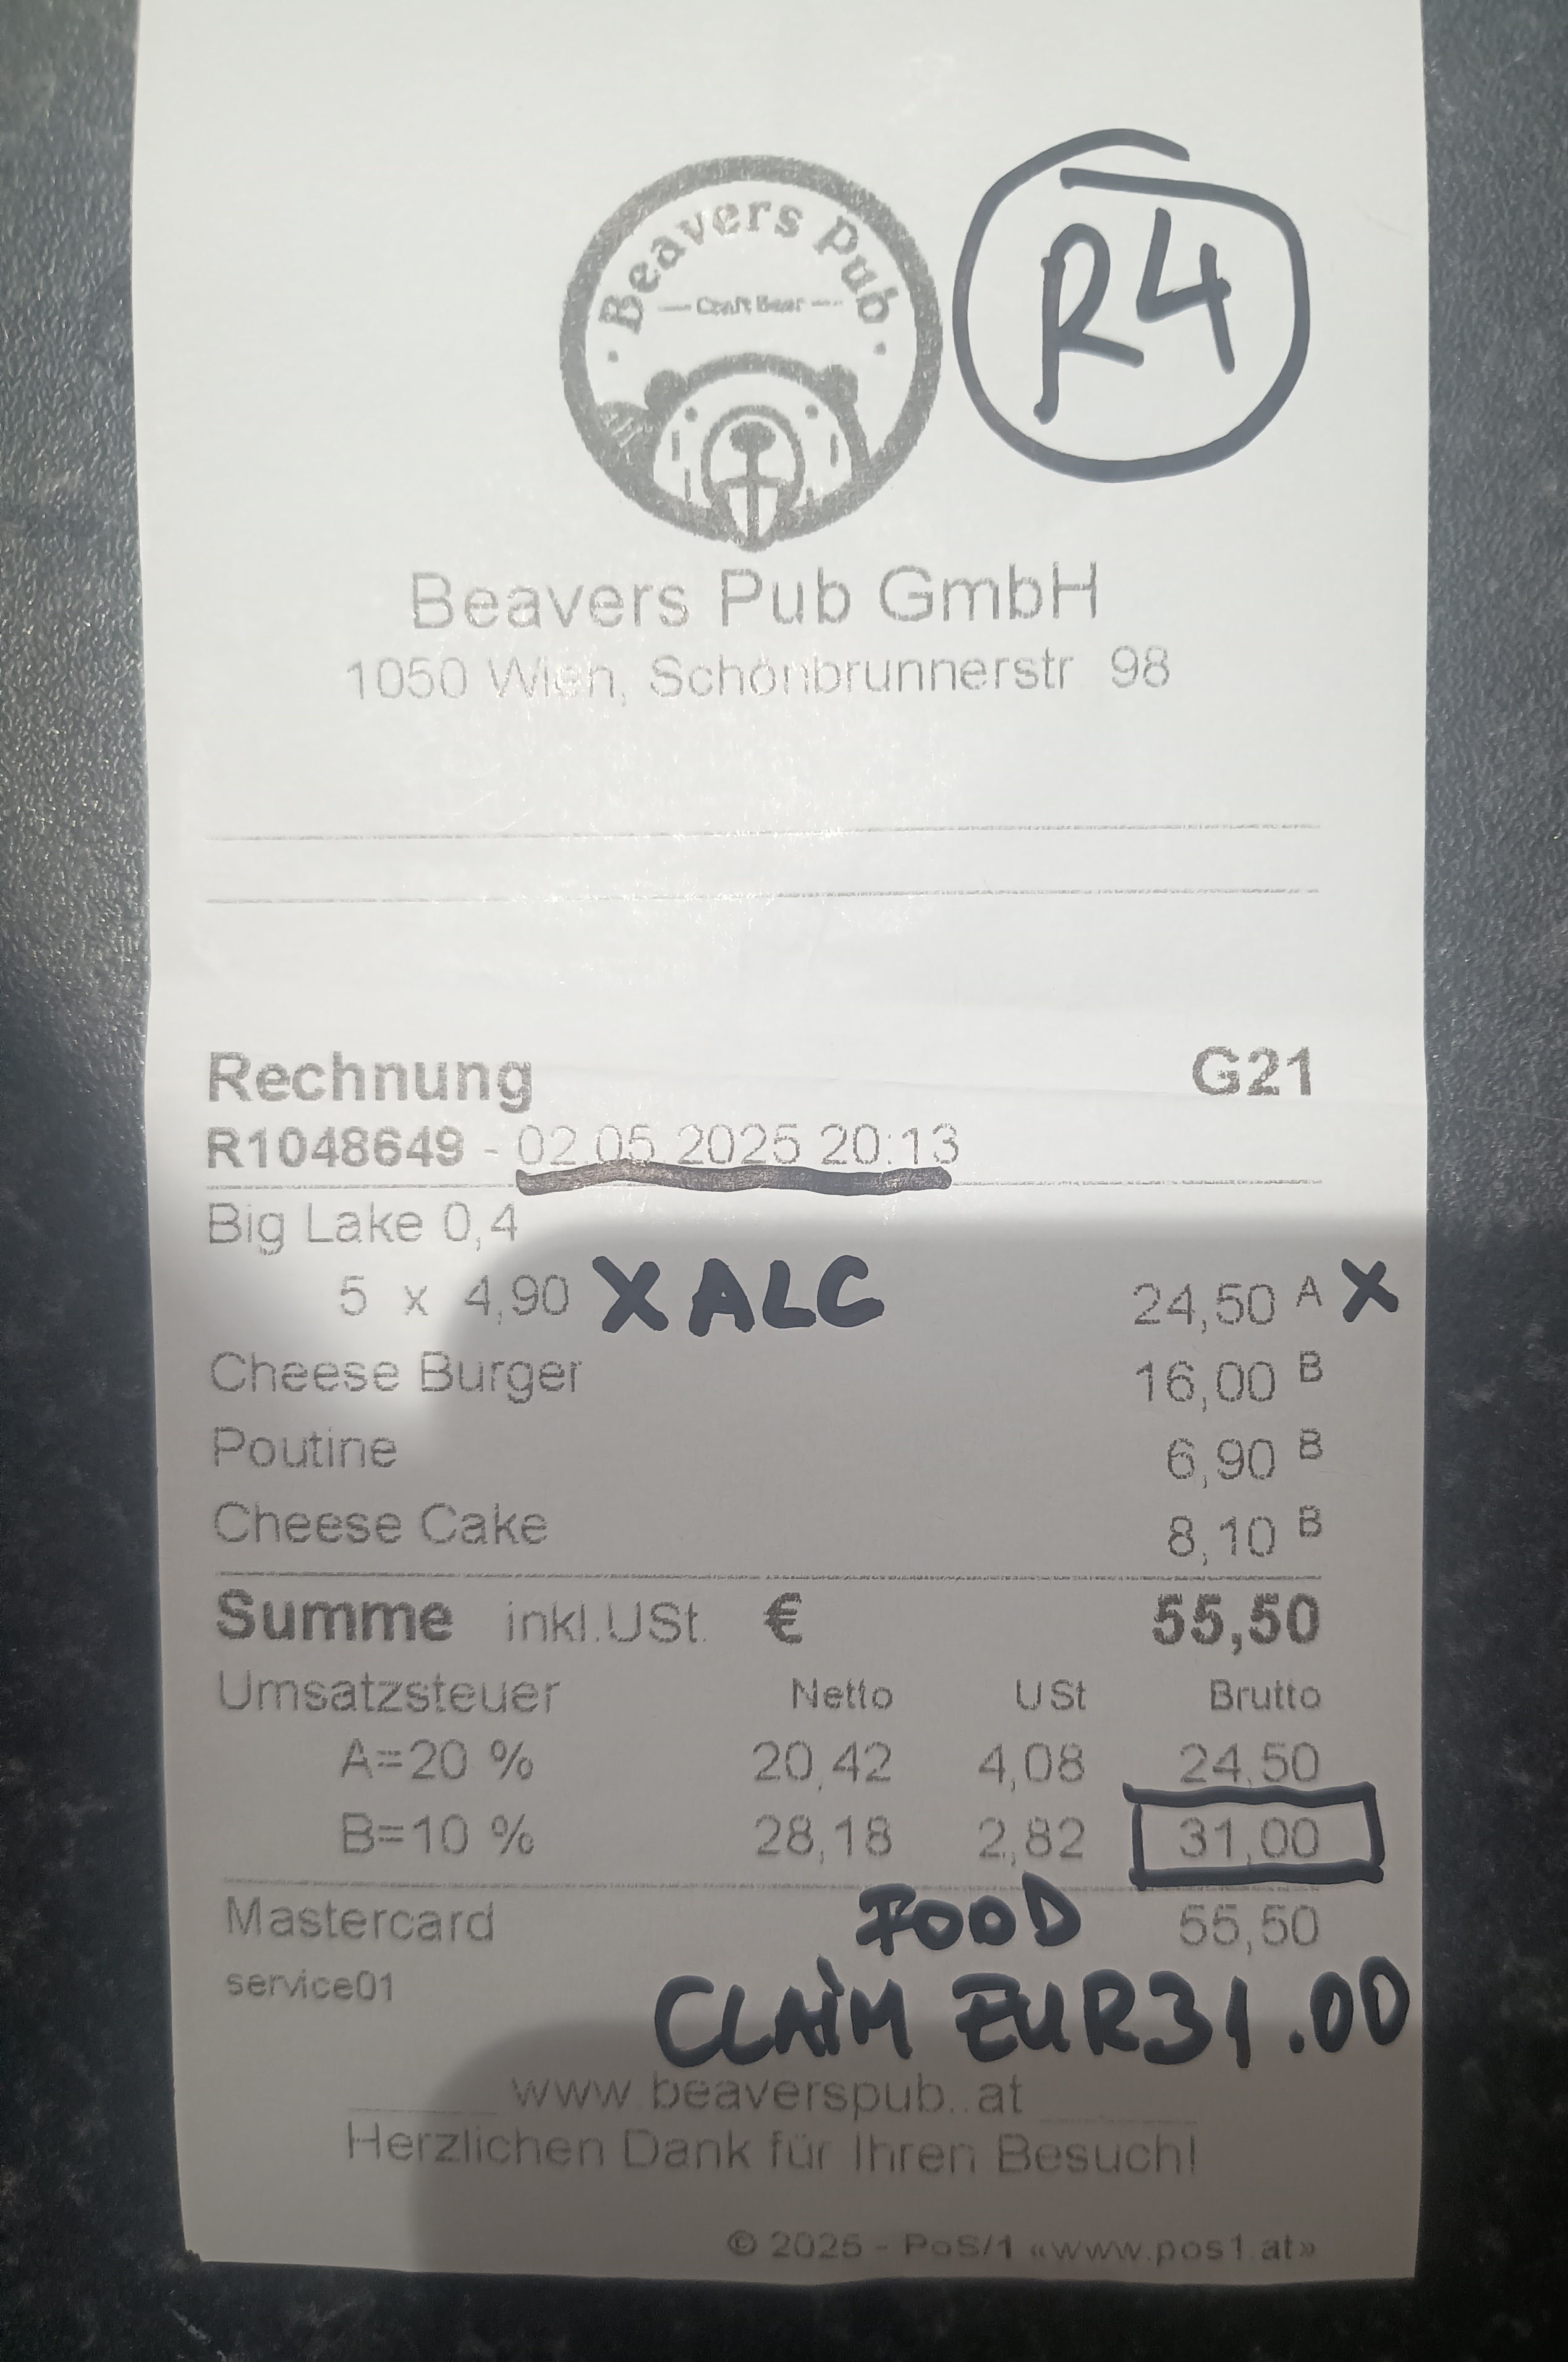 Beavers Pub
Craft Bear
R4
Beavers Pub GmbH
1050 Wien, Schönbrunnerstr 98
Rechnung G21
R1048649 - 02.05.2025 20:13
Big Lake 0,4
5 x 4,90 X ALC 24,50 A X
Cheese Burger 16,00 B
Poutine 6,90 B
Cheese Cake 8,10 B
Summe inkl.USt. € 55,50
Umsatzsteuer Netto USt Brutto
A=20 % 20,42 4,08 24,50
B=10 % 28,18 2,82 31,00
FOOD
Mastercard 55,50
service01
CLAIM EUR31.00
www.beaverspub..at
Herzlichen Dank für Ihren Besuch!
© 2025 - PoS/1 «www.pos1.at»